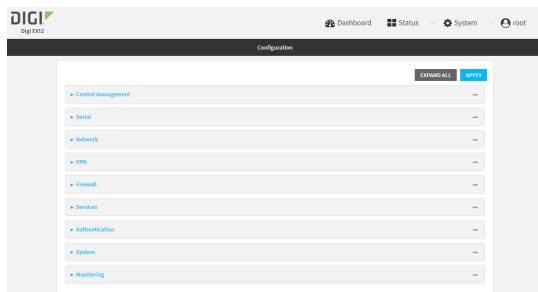 DIGI
Digi EX12
Dashboard Status System root
Configuration
EXPAND ALL APPLY
Central management
Serial
Network
VPN
Firewall
Services
Authentication
System
Monitoring